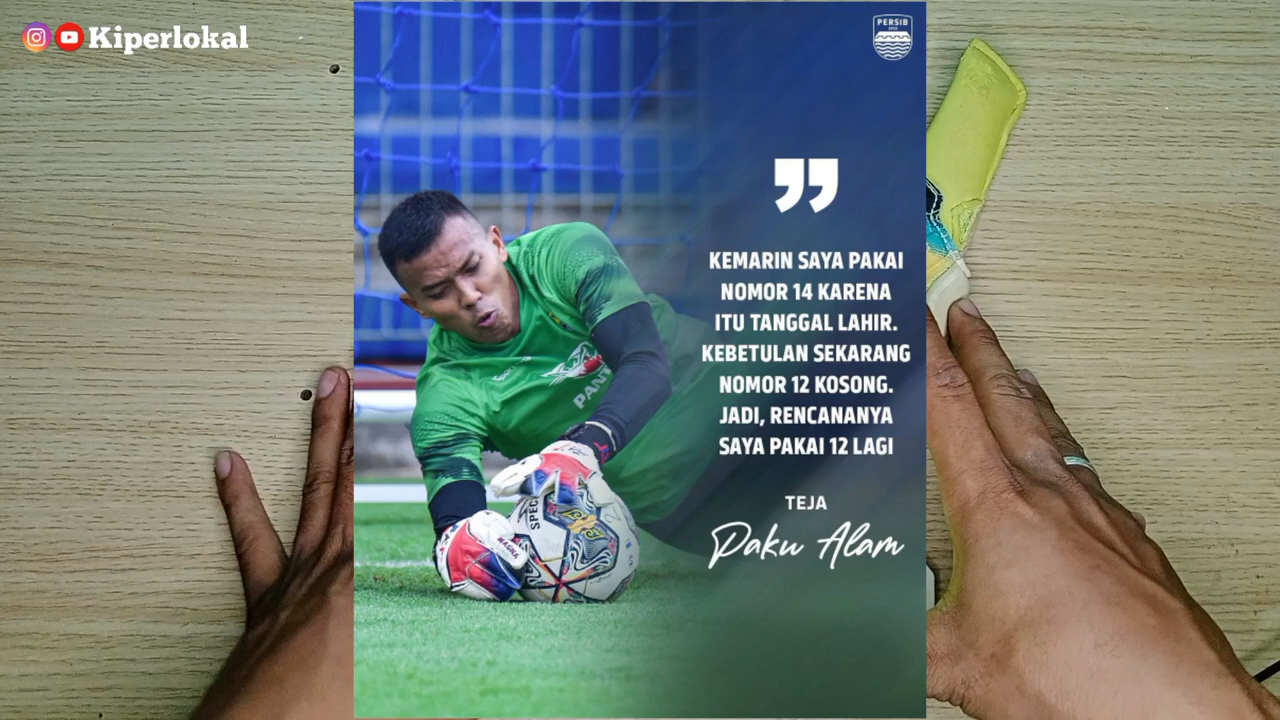 Kiperlokal
PERSIB
KEMARIN SAYA PAKAI
NOMOR 14 KARENA
ITU TANGGAL LAHIR.
KEBETULAN SEKARANG
NOMOR 12 KOSONG.
JADI, RENCANANYA
SAYA PAKAI 12 LAGI
TEJA
Paku Alam